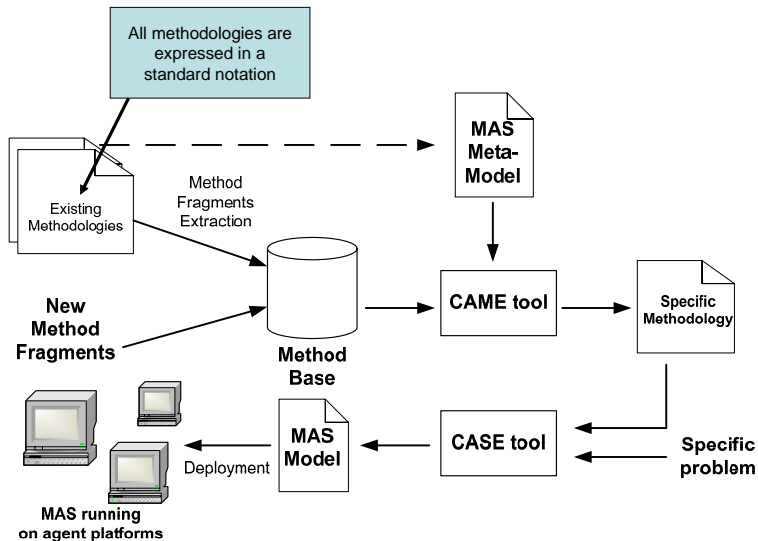 All methodologies are
expressed in a
standard notation
MAS
Meta-
Model
Existing
Methodologies
Method
Fragments
Extraction
New
Method
Fragments
Method
Base
CAME tool
Specific
Methodology
MAS running
on agent platforms
Deployment
MAS
Model
CASE tool
Specific
problem